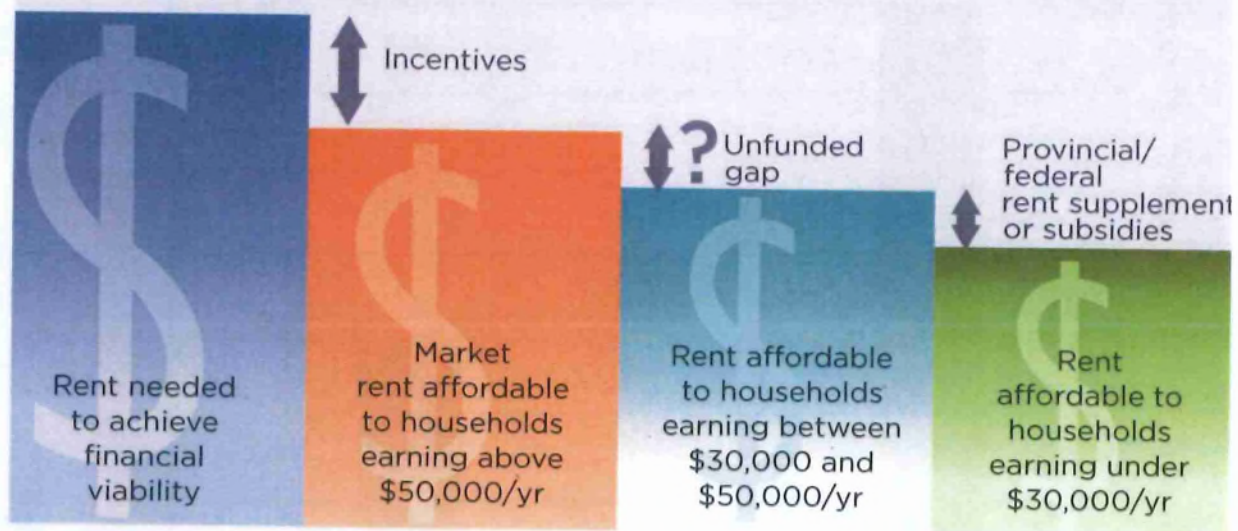 Incentives
?
Unfunded
gap
Provincial/
federal
rent supplement
or subsidies
Rent needed
to achieve
financial
viability
Market
rent affordable
to households
earning above
$50,000/yr
Rent affordable
to households
earning between
$30,000 and
$50,000/yr
Rent
affordable to
households
earning under
$30,000/yr